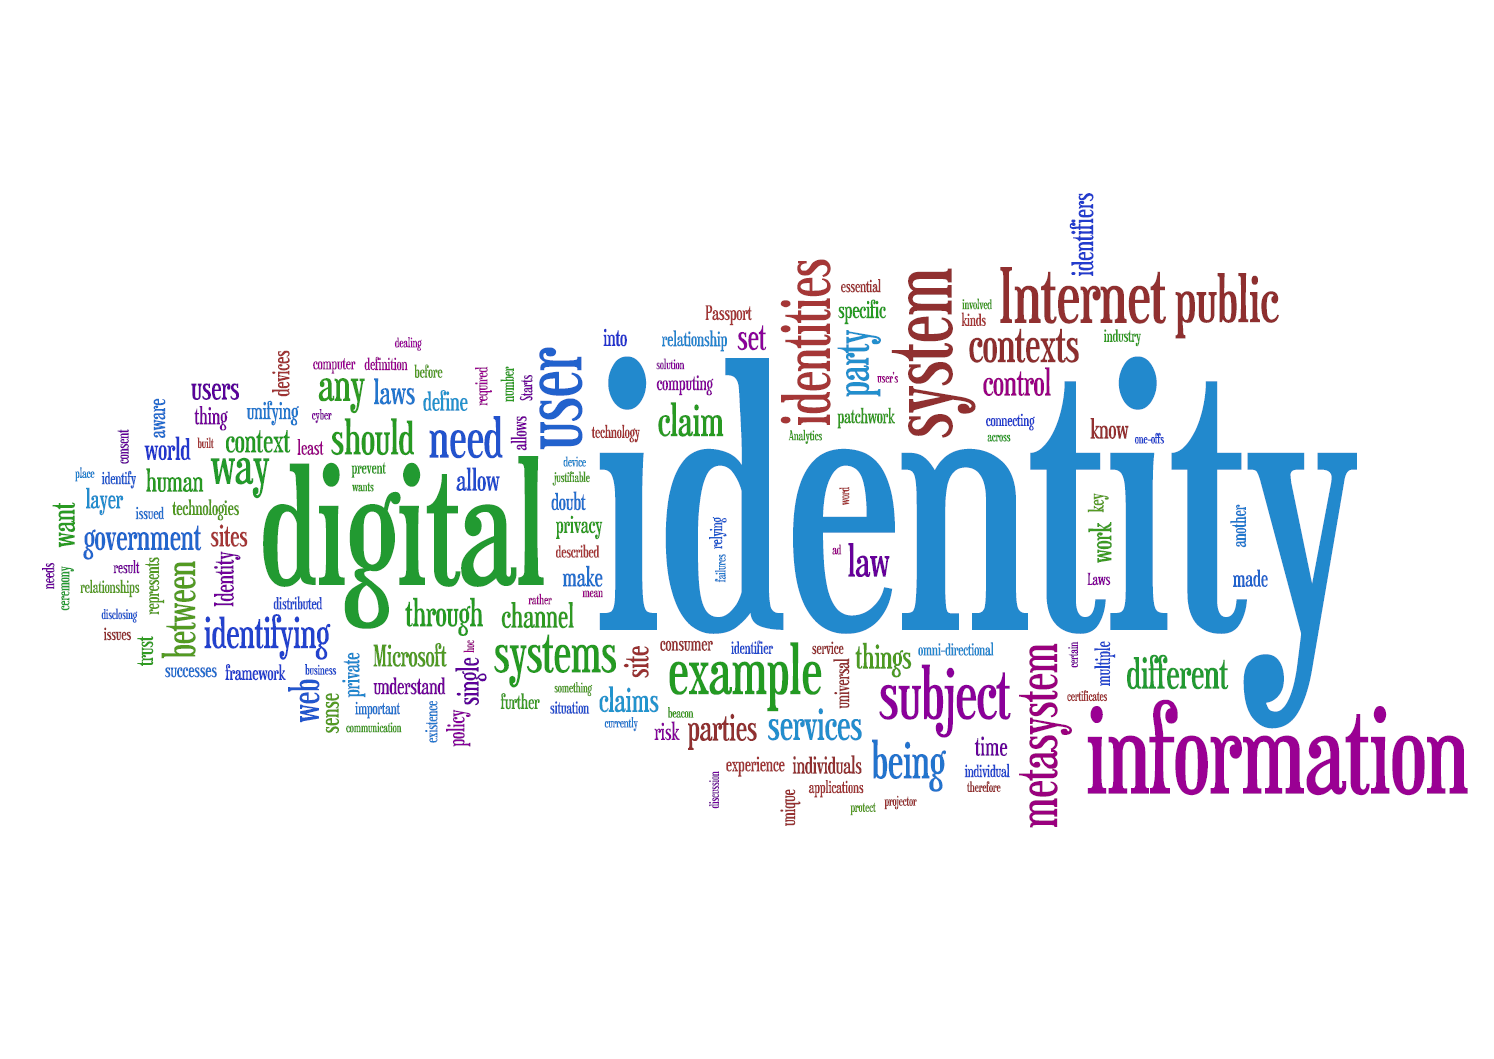 identifiers
identities
essential
specific
system
involved
kinds
Internet
public
Passport
set
relationship
into
party
contexts
industry
dealing
computer
definition
before
devices
required
number
Starts
user
solution
computing
user's
control
users
any
laws
define
claim
patchwork
connecting
across
know
one-offs
aware
thing
unifying
cyber
allows
technology
Analytics
consent
world
built
context
least
should
need
identity
place
identify
human
way
prevent
wants
digital
allow
device
justifiable
want
layer
issued
technologies
doubt
word
key
government
sites
privacy
relying
failures
ad
law
work
another
needs
ceremony
result
relationships
represents
between
Identity
described
make
mean
Laws
made
disclosing
issues
trust
distributed
identifying
through
rather
channel
successes
framework
business
web
sense
private
Microsoft
understand
single
hoc
systems
site
consumer
identifier
service
universal
things
omni-directional
metasystem
certain
multiple
different
important
communication
existence
policy
further
something
situation
claims
currently
example
beacon
risk
parties
services
subject
certificates
information
experience
individuals
being
time
individual
therefore
discussion
unique
applications
protect
projector